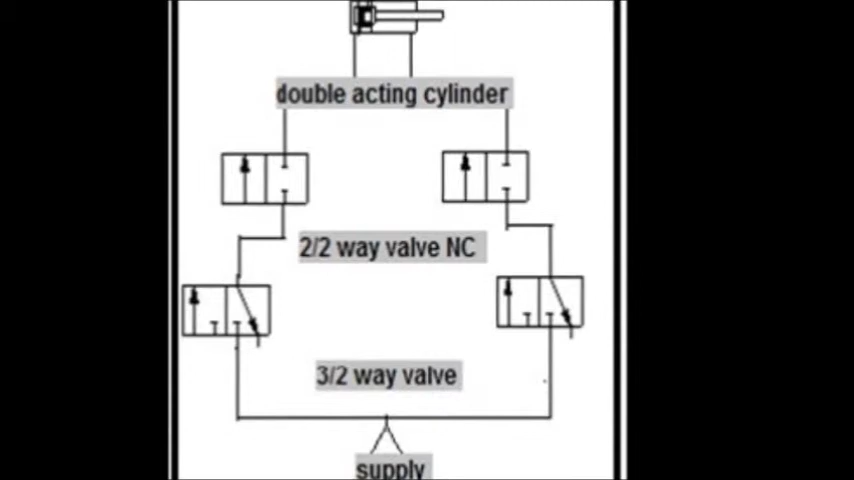 double acting cylinder
2/2 way valve NC
3/2 way valve
supply